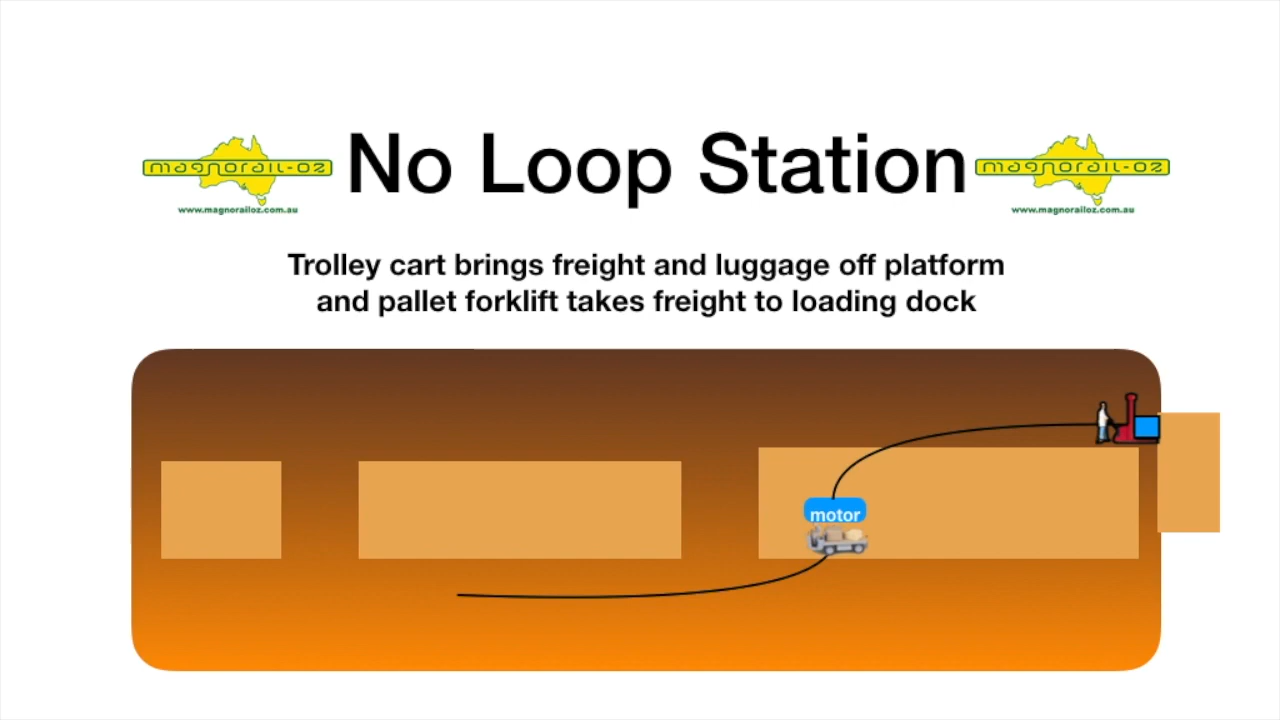 magnorail-oz No Loop Station magnorail-oz
www.magnorailoz.com.au www.magnorailoz.com.au
Trolley cart brings freight and luggage off platform
and pallet forklift takes freight to loading dock
motor